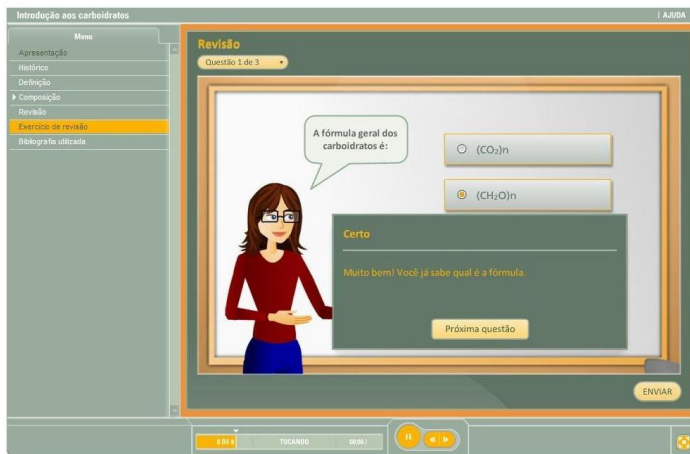 Introdução aos carboidratos
| AJUDA
Menu
Apresentação
Histórico
Definição
Composição
Revisão
Exercício de revisão
Bibliografia utilizada
Revisão
Questão 1 de 3
A fórmula geral dos
carboidratos é:
(CO₂)n
(CH₂O)n
Certo
Muito bem! Você já sabe qual é a fórmula.
Próxima questão
ENVIAR
TOCANDO